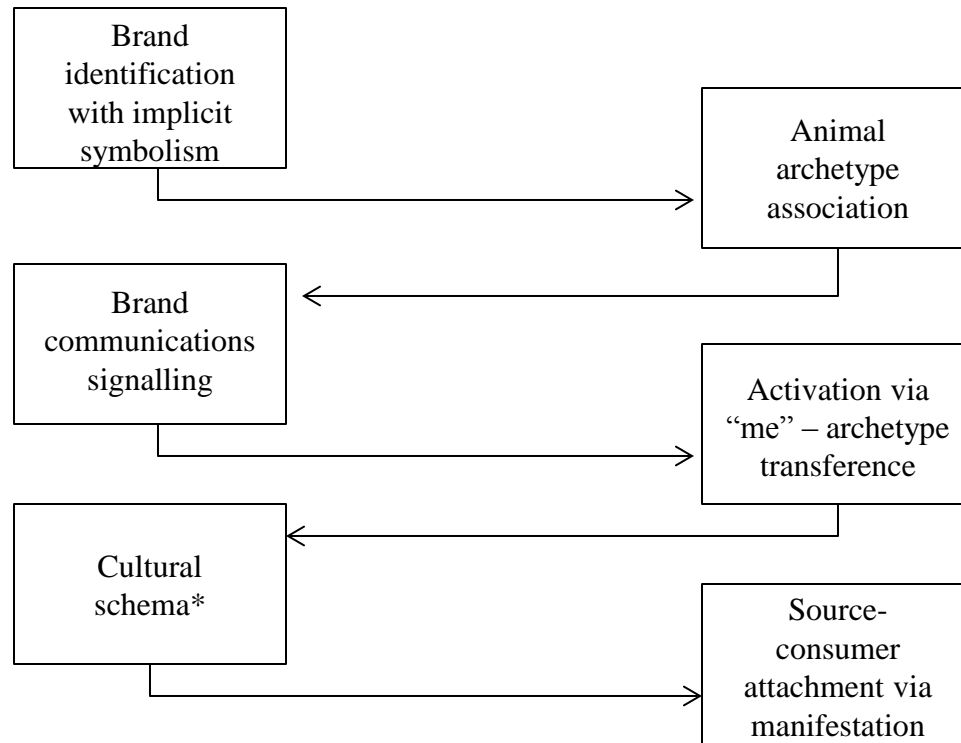 Brand
identification
with implicit
symbolism
Animal
archetype
association
Brand
communications
signalling
Activation via
“me” – archetype
transference
Cultural
schema*
Source-
consumer
attachment via
manifestation